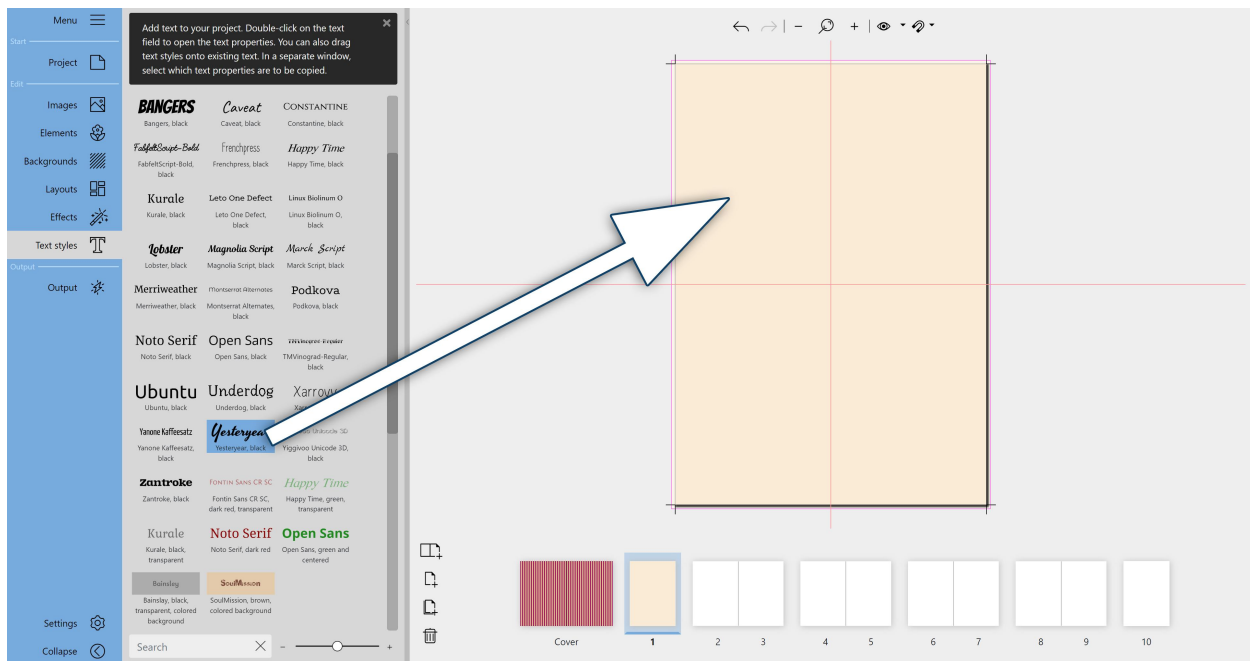 Menu
Start
Project
Edit
Images
Elements
Backgrounds
Layouts
Effects
Text styles
Output
Output
Settings
Collapse
Add text to your project. Double-click on the text
field to open the text properties. You can also drag
text styles onto existing text. In a separate window,
select which text properties are to be copied.
BANGERS Caveat Constantine
Bangers, black Caveat, black Constantine, black
FabfeltScript-Bold Frenchpress Happy Time
FabfeltScript-Bold, Frenchpress, black Happy Time, black
black
Kurale Leto One Defect Linux Biolinum O
Kurale, black Leto One Defect, Linux Biolinum O,
black black
Lobster Magnolia Script Marck Script
Lobster, black Magnolia Script, black Marck Script, black
Merriweather Montserrat Alternates Podkova
Merriweather, black Montserrat Alternates, Podkova, black
black
Noto Serif Open Sans TMVinograd-Regular
Noto Serif, black Open Sans, black TMVinograd-Regular,
black
Ubuntu Underdog Xarrov
Ubuntu, black Underdog, black
Yanone Kaffeesatz Yesteryea Unicode 3D
Yanone Kaffeesatz, Yesteryear, black Yiggivoo Unicode 3D,
black black
Zantroke Fontin Sans CR SC Happy Time
Zantroke, black Fontin Sans CR SC, Happy Time, green,
dark red, transparent transparent
Kurale Noto Serif Open Sans
Kurale, black, Noto Serif, dark red Open Sans, green and
transparent centered
Bainsley SoulMission
Bainsley, black, SoulMission, brown,
transparent, colored colored background
background
Search
Cover 1 2 3 4 5 6 7 8 9 10